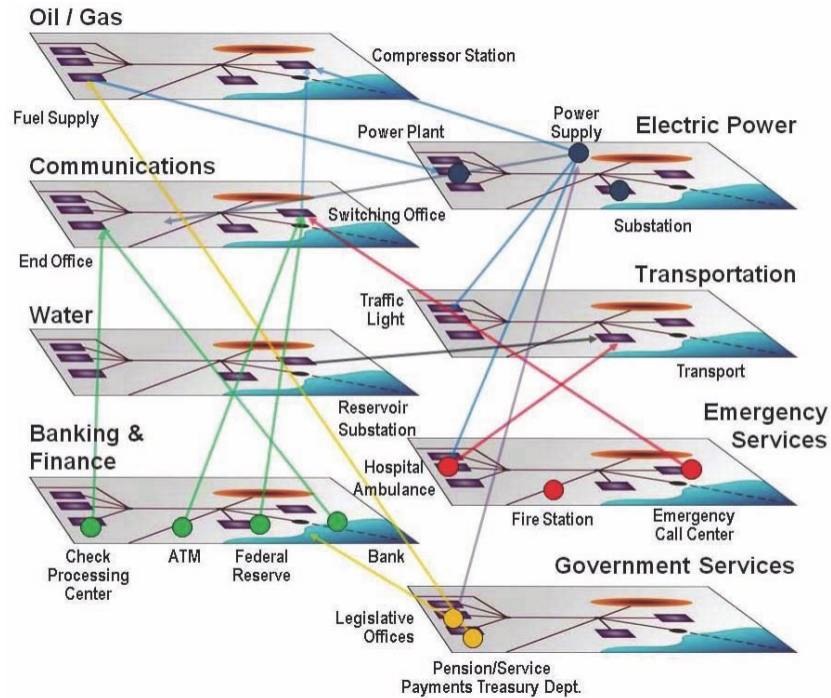 Oil / Gas
Compressor Station
Fuel Supply
Power Plant
Power
Supply
Electric Power
Substation
Communications
Switching Office
End Office
Transportation
Traffic
Light
Transport
Water
Reservoir
Substation
Emergency
Services
Hospital
Ambulance
Fire Station
Emergency
Call Center
Banking &
Finance
Check
Processing
Center
ATM
Federal
Reserve
Bank
Government Services
Legislative
Offices
Pension/Service
Payments Treasury Dept.